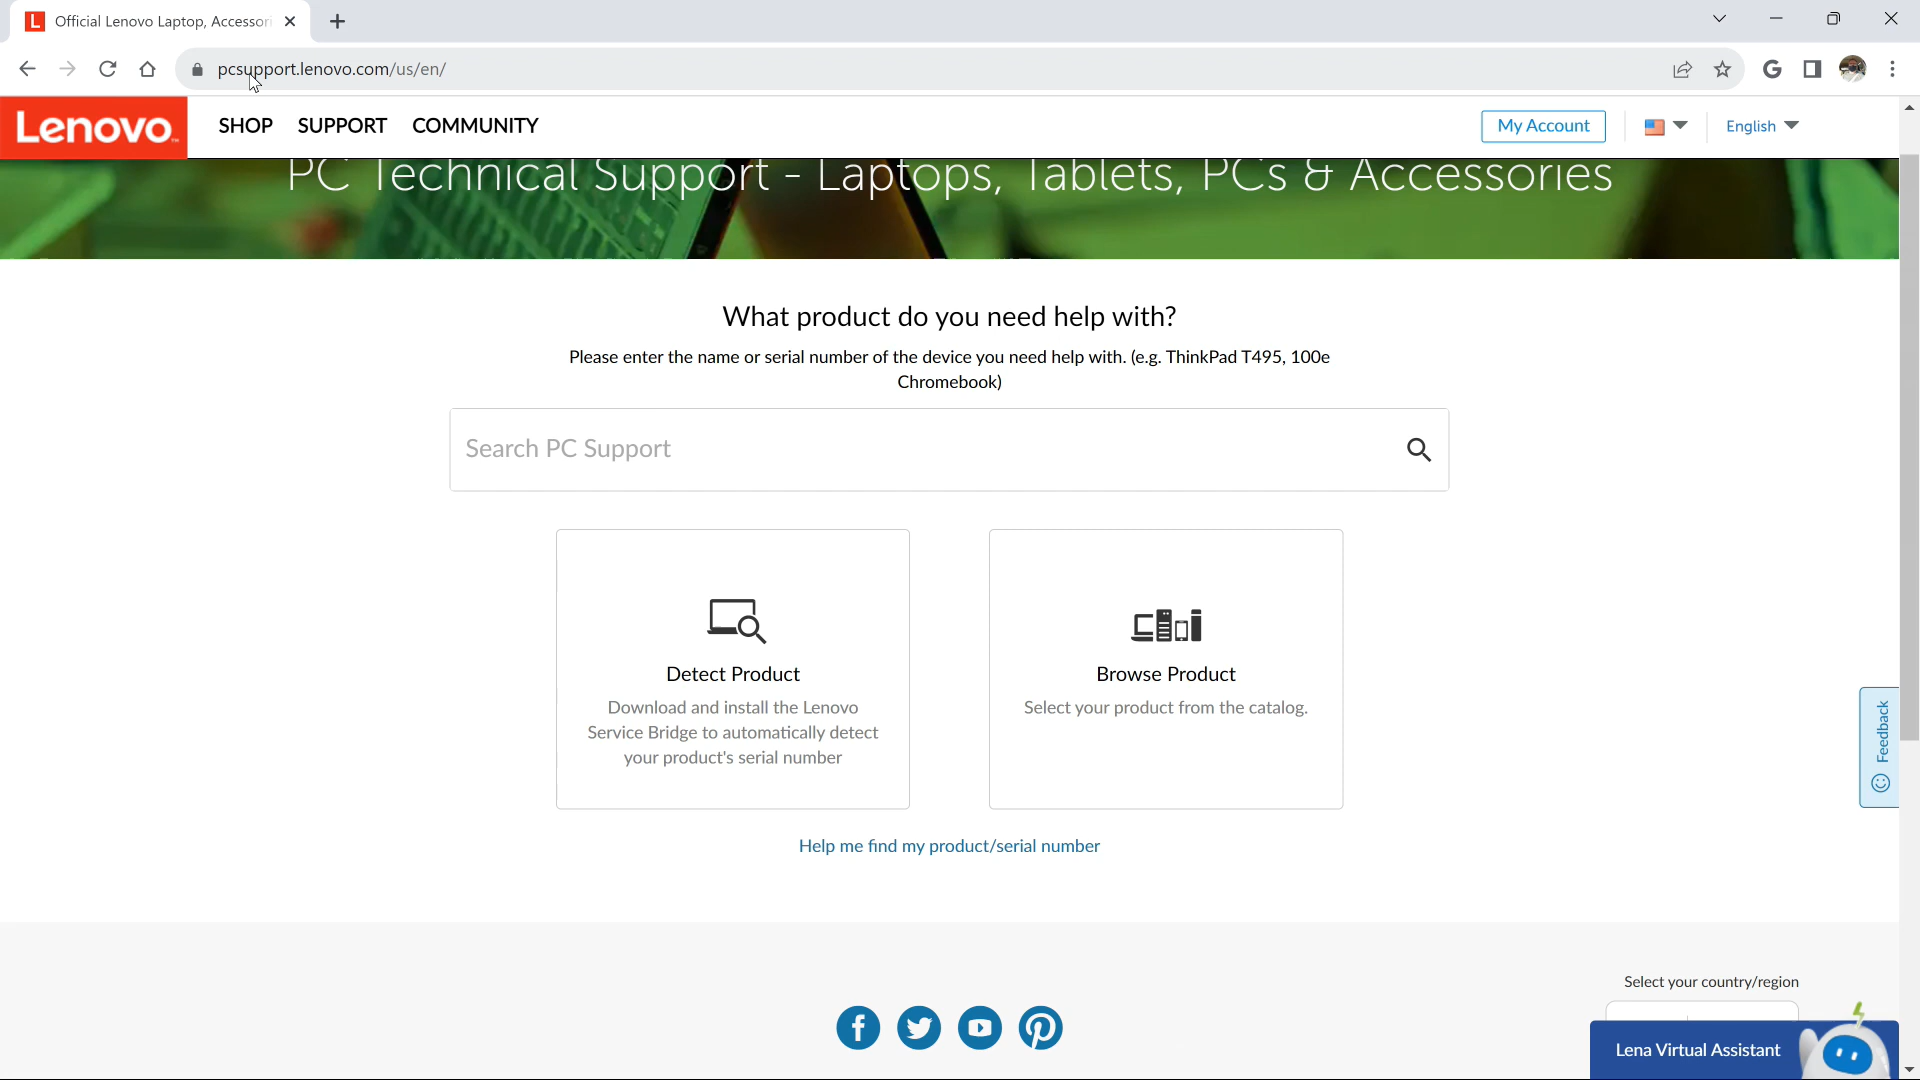 L Official Lenovo Laptop, Accessori
pcsupport.lenovo.com/us/en/
Lenovo™ SHOP SUPPORT COMMUNITY My Account English
PC Technical Support - Laptops, Tablets, PCs & Accessories
What product do you need help with?
Please enter the name or serial number of the device you need help with. (e.g. ThinkPad T495, 100e
Chromebook)
Search PC Support
Detect Product
Download and install the Lenovo
Service Bridge to automatically detect
your product's serial number
Browse Product
Select your product from the catalog.
Feedback
Help me find my product/serial number
Select your country/region
Lena Virtual Assistant